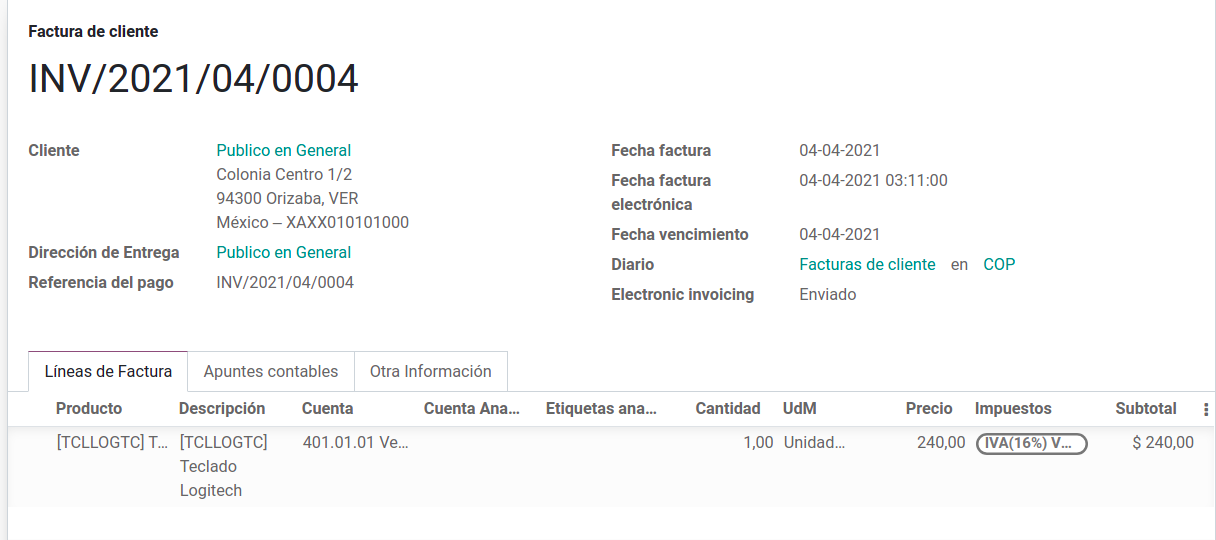 Factura de cliente
INV/2021/04/0004
Cliente
Publico en General
Colonia Centro 1/2
94300 Orizaba, VER
México – XAXX010101000
Dirección de Entrega
Publico en General
Referencia del pago
INV/2021/04/0004
Fecha factura
04-04-2021
Fecha factura
electrónica
04-04-2021 03:11:00
Fecha vencimiento
04-04-2021
Diario
Facturas de cliente en COP
Electronic invoicing
Enviado
Líneas de Factura Apuntes contables Otra Información
Producto Descripción Cuenta Cuenta Ana... Etiquetas ana... Cantidad UdM Precio Impuestos Subtotal
[TCLLOGTC] T... [TCLLOGTC] 401.01.01 Ve... 1,00 Unidad... 240,00 IVA(16%) V... $ 240,00
Teclado
Logitech